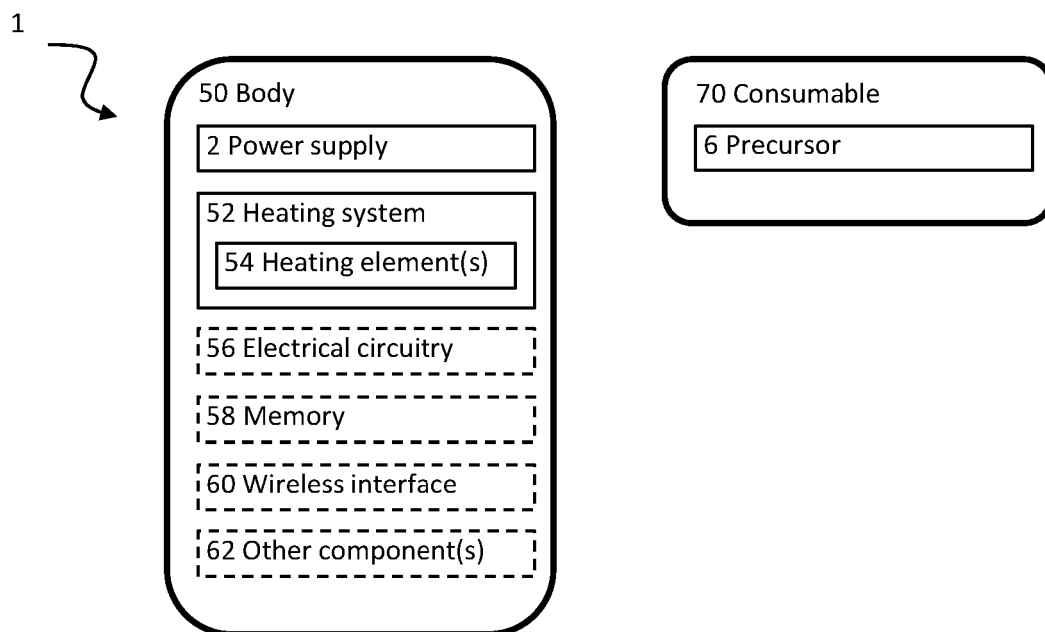 1
50 Body
2 Power supply
52 Heating system
54 Heating element(s)
56 Electrical circuitry
58 Memory
60 Wireless interface
62 Other component(s)
70 Consumable
6 Precursor